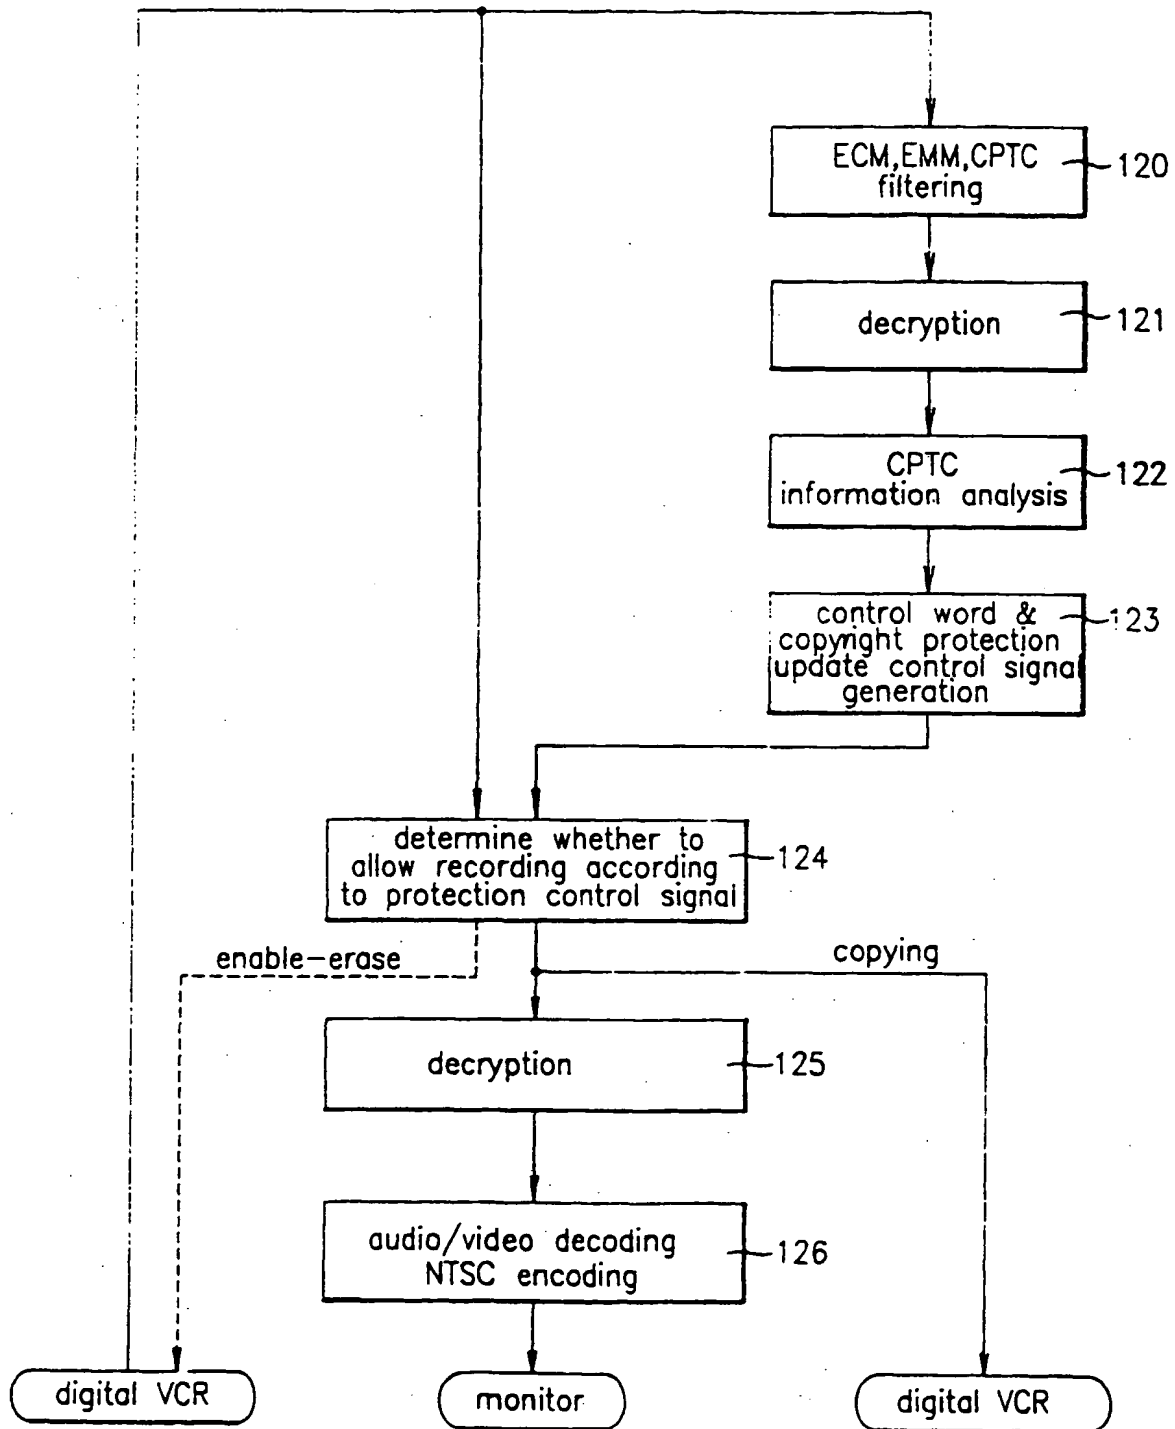 ECM,EMM,CPTC
filtering
120
decryption
121
CPTC
information analysis
122
control word &
copyright protection
update control signal
generation
123
determine whether to
allow recording according
to protection control signal
124
enable-erase
copying
decryption
125
audio/video decoding
NTSC encoding
126
digital VCR
monitor
digital VCR